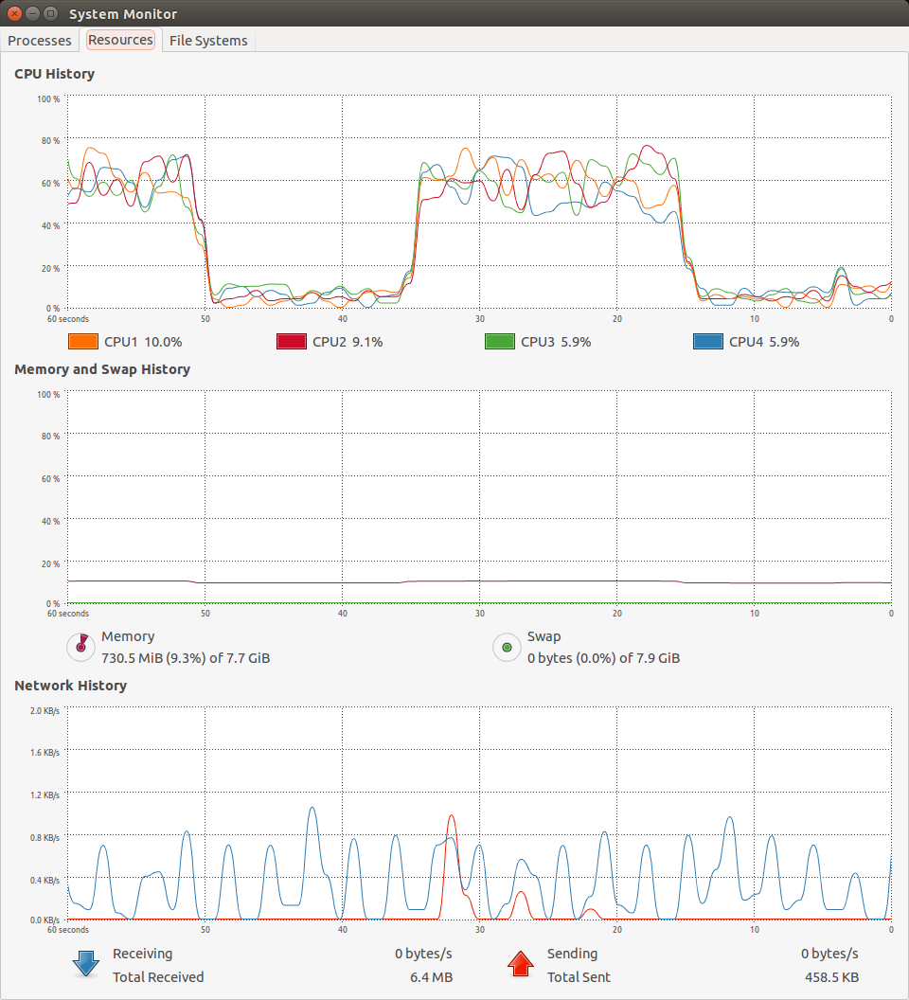 System Monitor
Processes Resources File Systems
CPU History
100 %
80 %
60 %
40 %
20 %
0 %
60 seconds 50 40 30 20 10 0
CPU1 10.0% CPU2 9.1% CPU3 5.9% CPU4 5.9%
Memory and Swap History
100 %
80 %
60 %
40 %
20 %
0 %
60 seconds 50 40 30 20 10 0
Memory Swap
730.5 MiB (9.3%) of 7.7 GiB 0 bytes (0.0%) of 7.9 GiB
Network History
2.0 KB/s
1.6 KB/s
1.2 KB/s
0.8 KB/s
0.4 KB/s
0.0 KB/s
60 seconds 50 40 30 20 10 0
Receiving 0 bytes/s Sending 0 bytes/s
Total Received 6.4 MB Total Sent 458.5 KB